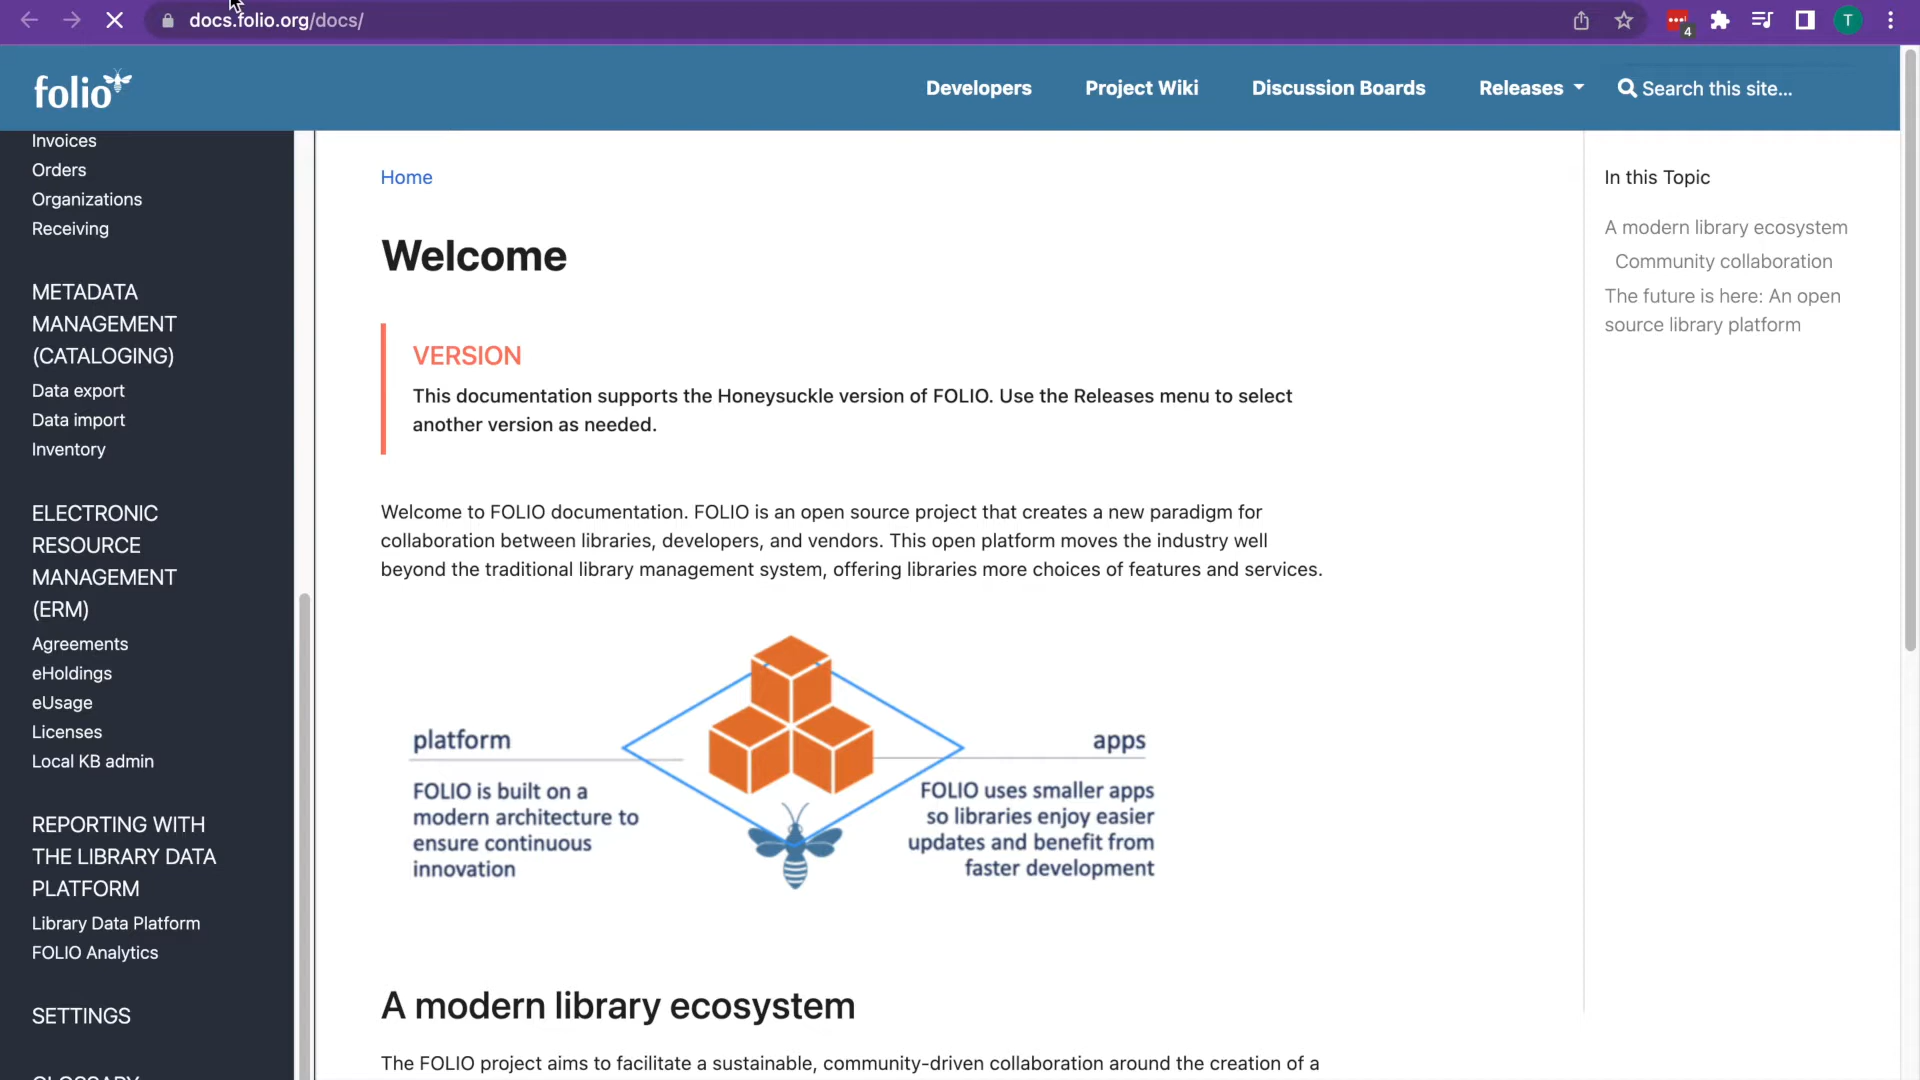 docs.folio.org/docs/
4
T
folio
Developers
Project Wiki
Discussion Boards
Releases
Search this site...
Invoices
Orders
Organizations
Receiving
METADATA
MANAGEMENT
(CATALOGING)
Data export
Data import
Inventory
ELECTRONIC
RESOURCE
MANAGEMENT
(ERM)
Agreements
eHoldings
eUsage
Licenses
Local KB admin
REPORTING WITH
THE LIBRARY DATA
PLATFORM
Library Data Platform
FOLIO Analytics
SETTINGS
GLOSSARY
Home
Welcome
VERSION
This documentation supports the Honeysuckle version of FOLIO. Use the Releases menu to select
another version as needed.
Welcome to FOLIO documentation. FOLIO is an open source project that creates a new paradigm for
collaboration between libraries, developers, and vendors. This open platform moves the industry well
beyond the traditional library management system, offering libraries more choices of features and services.
platform
FOLIO is built on a
modern architecture to
ensure continuous
innovation
apps
FOLIO uses smaller apps
so libraries enjoy easier
updates and benefit from
faster development
A modern library ecosystem
The FOLIO project aims to facilitate a sustainable, community-driven collaboration around the creation of a
In this Topic
A modern library ecosystem
Community collaboration
The future is here: An open
source library platform